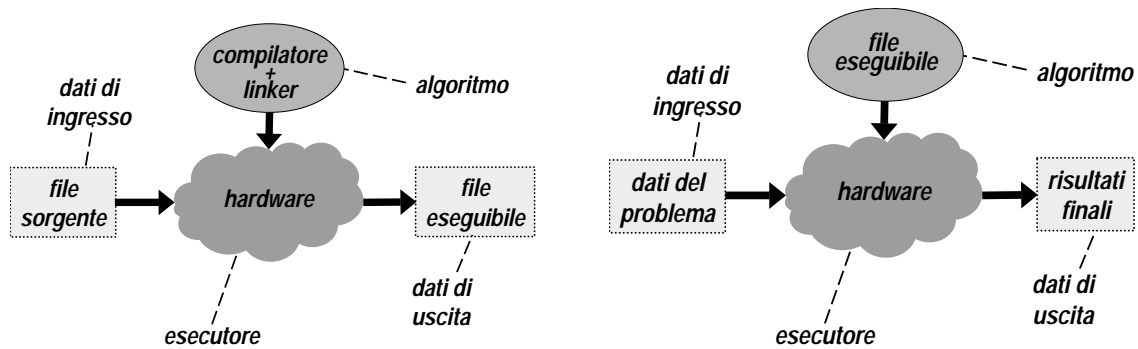 compilatore
+
linker
algoritmo
dati di
ingresso
file
sorgente
hardware
file
eseguibile
dati di
uscita
esecutore
file
eseguibile
algoritmo
dati di
ingresso
dati del
problema
hardware
risultati
finali
dati di
uscita
esecutore